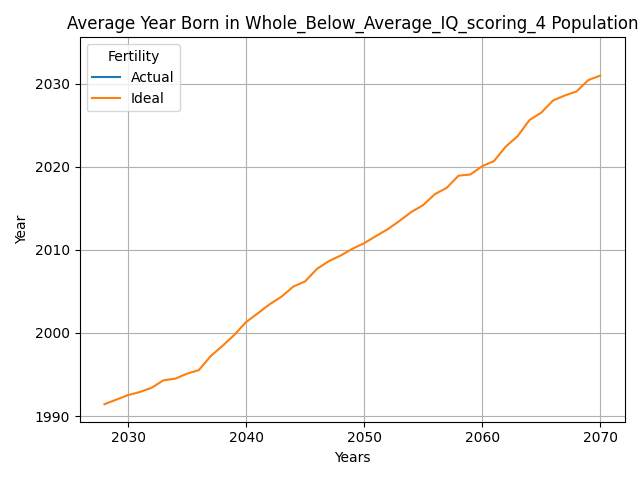 Average Year Born in Whole_Below_Average_IQ_scoring_4 Population
Fertility
Actual
Ideal
2030
2020
2010
2000
1990
Year
2030 2040 2050 2060 2070
Years